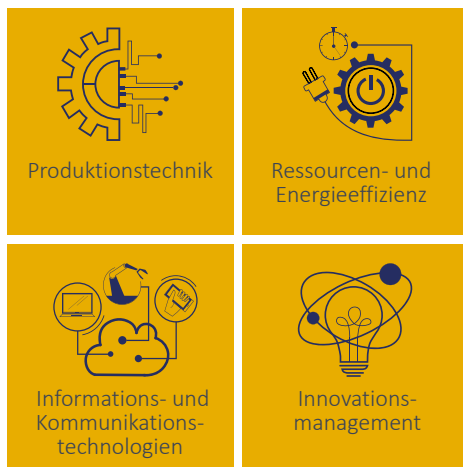 Produktionstechnik
Ressourcen- und
Energieeffizienz
Informations- und
Kommunikations-
technologien
Innovations-
management